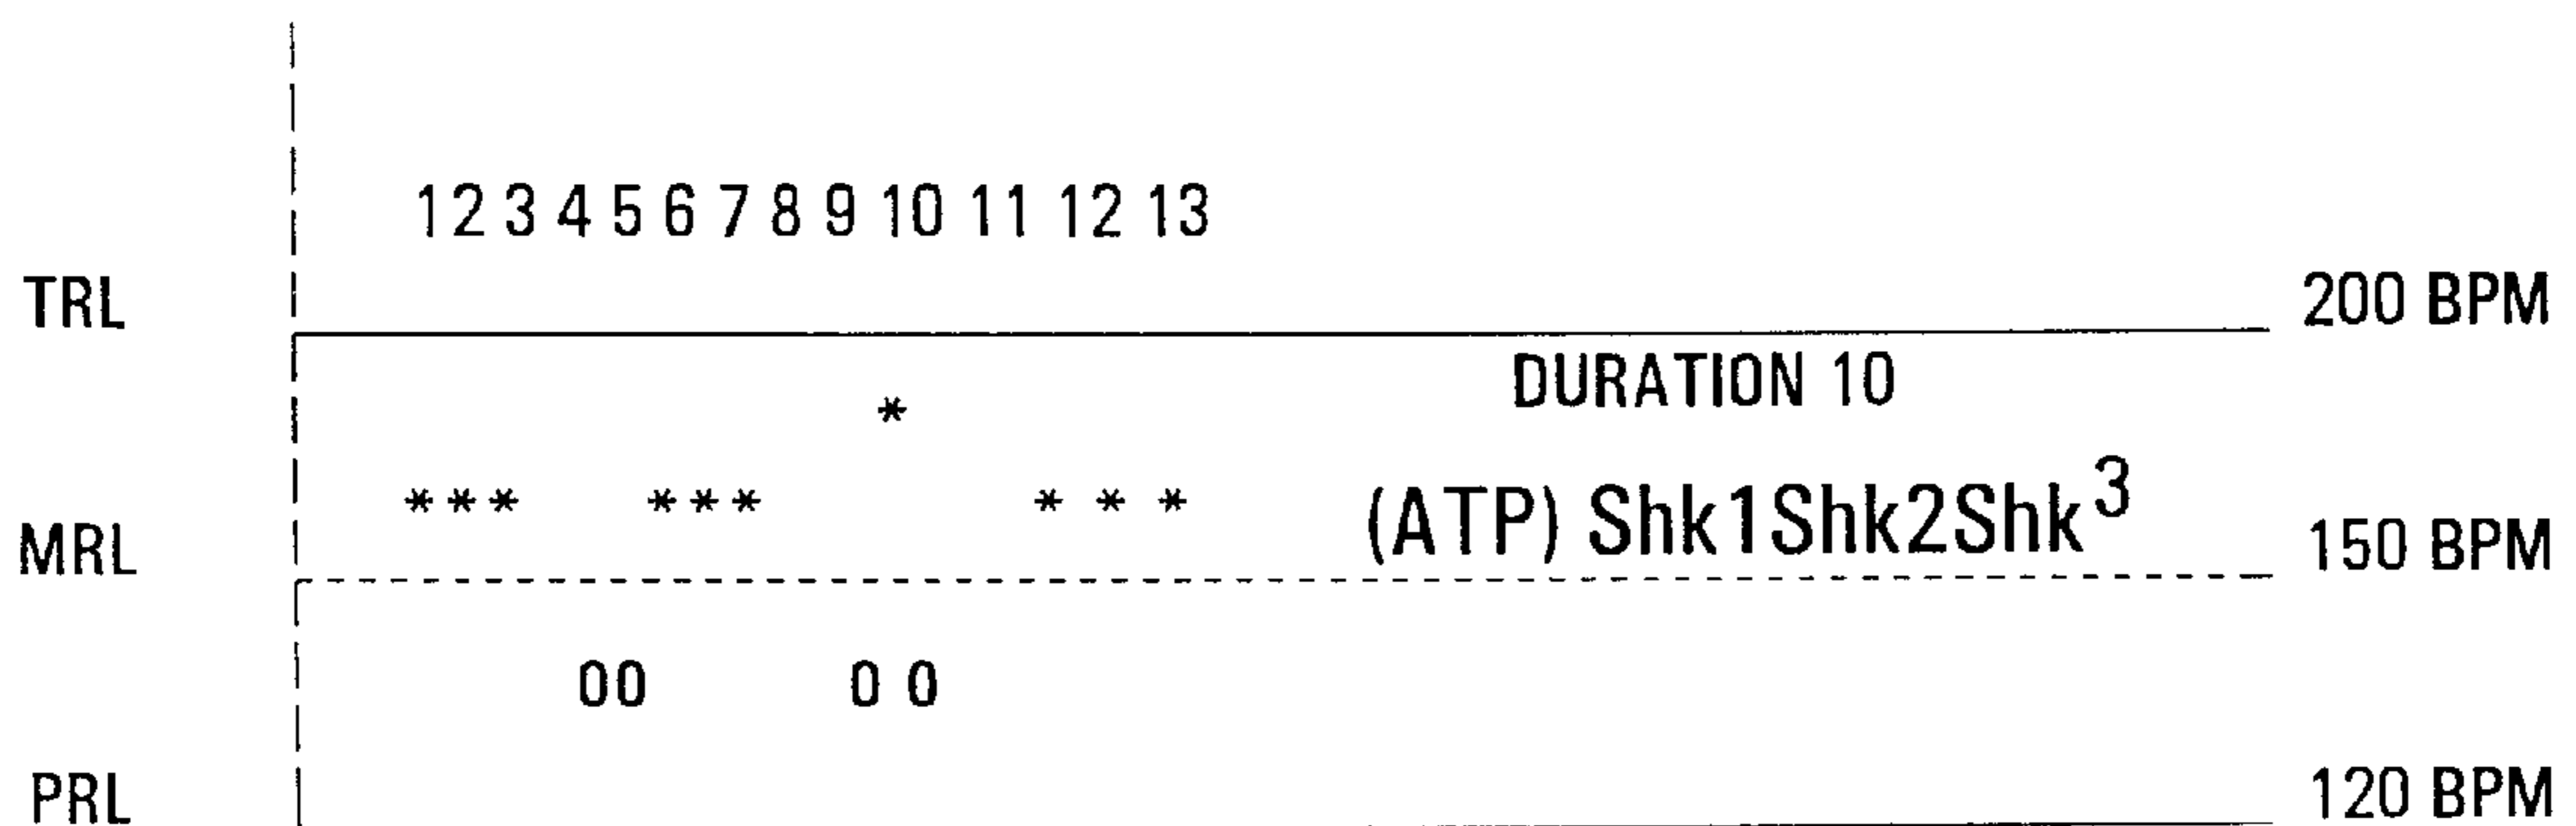 1 2 3 4 5 6 7 8 9 10 11 12 13
TRL 200 BPM
DURATION 10
*
*** *** * * *
(ATP) Shk1Shk2Shk³
MRL 150 BPM
00 0 0
PRL 120 BPM